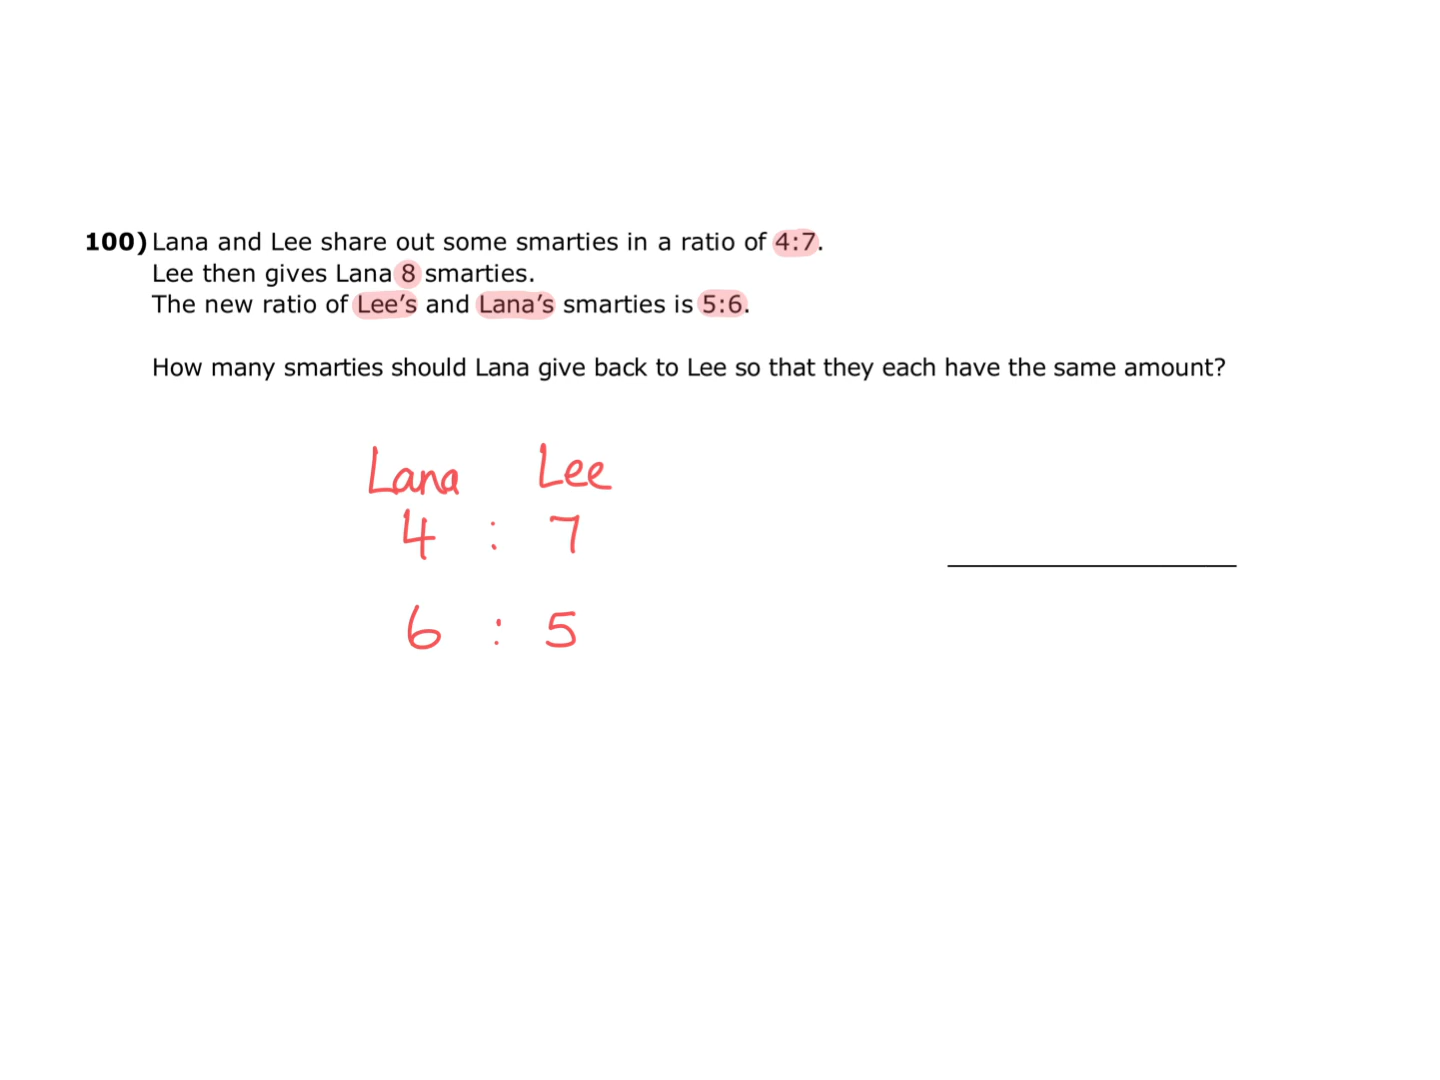 100) Lana and Lee share out some smarties in a ratio of 4:7.
Lee then gives Lana 8 smarties.
The new ratio of Lee’s and Lana’s smarties is 5:6.
How many smarties should Lana give back to Lee so that they each have the same amount?
Lana Lee
4 : 7
6 : 5